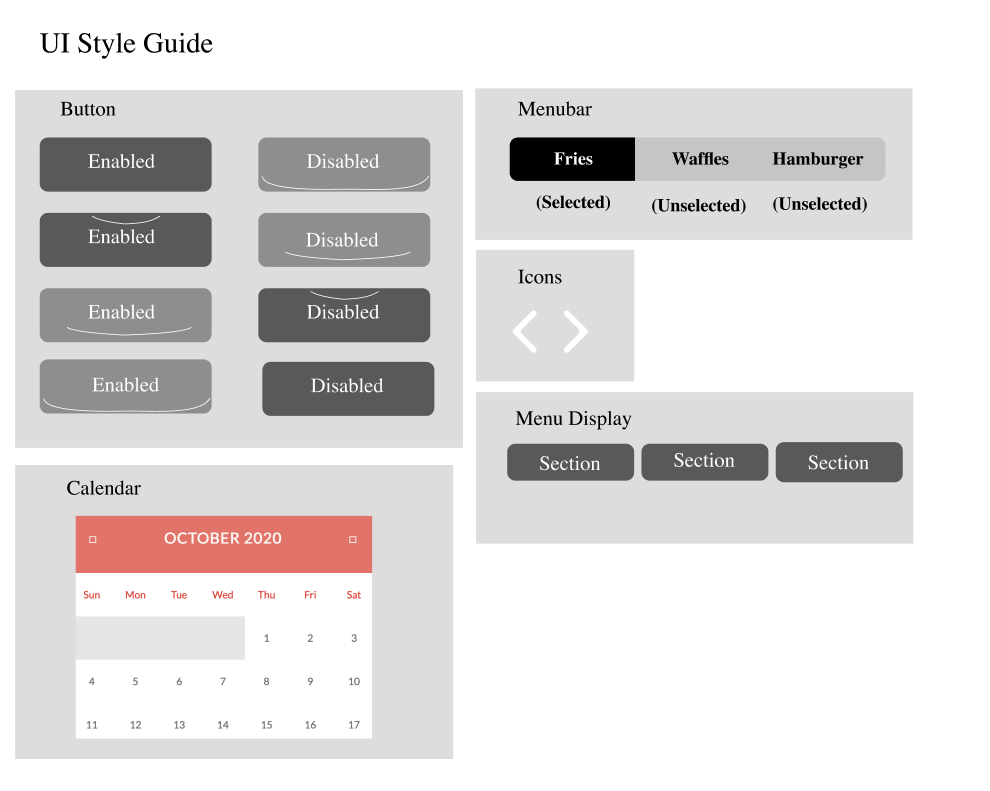 UI Style Guide
Button
Enabled
Disabled
Enabled
Disabled
Enabled
Disabled
Enabled
Disabled
Menubar
Fries Waffles Hamburger
(Selected) (Unselected) (Unselected)
Icons
Menu Display
Section Section Section
Calendar
OCTOBER 2020
Sun Mon Tue Wed Thu Fri Sat
1 2 3
4 5 6 7 8 9 10
11 12 13 14 15 16 17